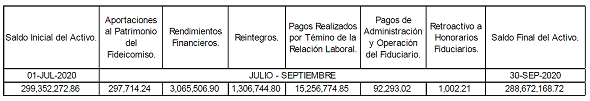 Saldo Inicial del Activo.
Aportaciones
al Patrimonio
del
Fideicomiso.
Rendimientos
Financieros.
Reintegros.
Pagos Realizados
por Témino de la
Relación Laboral.
Pagos de
Administración
y Operación
del Fiduciario.
Retroactivo a
Honorarios
Fiduciarios.
Saldo Final del Activo.
01-JUL-2020
JULIO - SEPTIEMBRE
30-SEP-2020
299,352,272.86
297,714.24
3,065,506.90
1,306,744.80
15,256,774.85
92,293.02
1,002.21
288,672,168.72